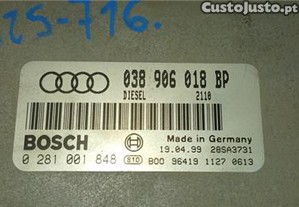 CustoJusto.pt
25-716.
038 906 018 BP
DIESEL 2110
BOSCH
Made in Germany
19.04.99 28SA3731
0 281 001 848 B00 96419 1127 0613